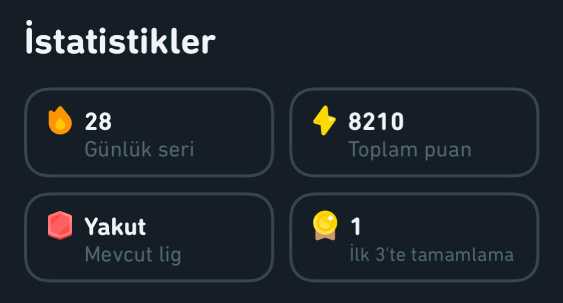 İstatistikler
28
Günlük seri
8210
Toplam puan
Yakut
Mevcut lig
1
İlk 3'te tamamlama